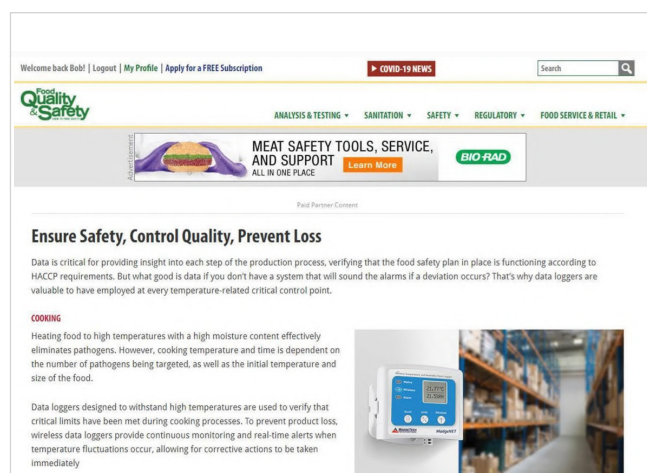 Welcome back Bob! | Logout | My Profile | Apply for a FREE Subscription
COVID-19 NEWS
Search
Food
Quality
& Safety
ANALYSIS & TESTING
SANITATION
SAFETY
REGULATORY
FOOD SERVICE & RETAIL
Advertisement
MEAT SAFETY TOOLS, SERVICE,
AND SUPPORT
Learn More
ALL IN ONE PLACE
BIO-RAD
Paid Partner Content
Ensure Safety, Control Quality, Prevent Loss
Data is critical for providing insight into each step of the production process, verifying that the food safety plan in place is functioning according to
HACCP requirements. But what good is data if you don't have a system that will sound the alarms if a deviation occurs? That's why data loggers are
valuable to have employed at every temperature-related critical control point.
COOKING
Heating food to high temperatures with a high moisture content effectively
eliminates pathogens. However, cooking temperature and time is dependent on
the number of pathogens being targeted, as well as the initial temperature and
size of the food.
Data loggers designed to withstand high temperatures are used to verify that
critical limits have been met during cooking processes. To prevent product loss,
wireless data loggers provide continuous monitoring and real-time alerts when
temperature fluctuations occur, allowing for corrective actions to be taken
immediately
MadgeNET